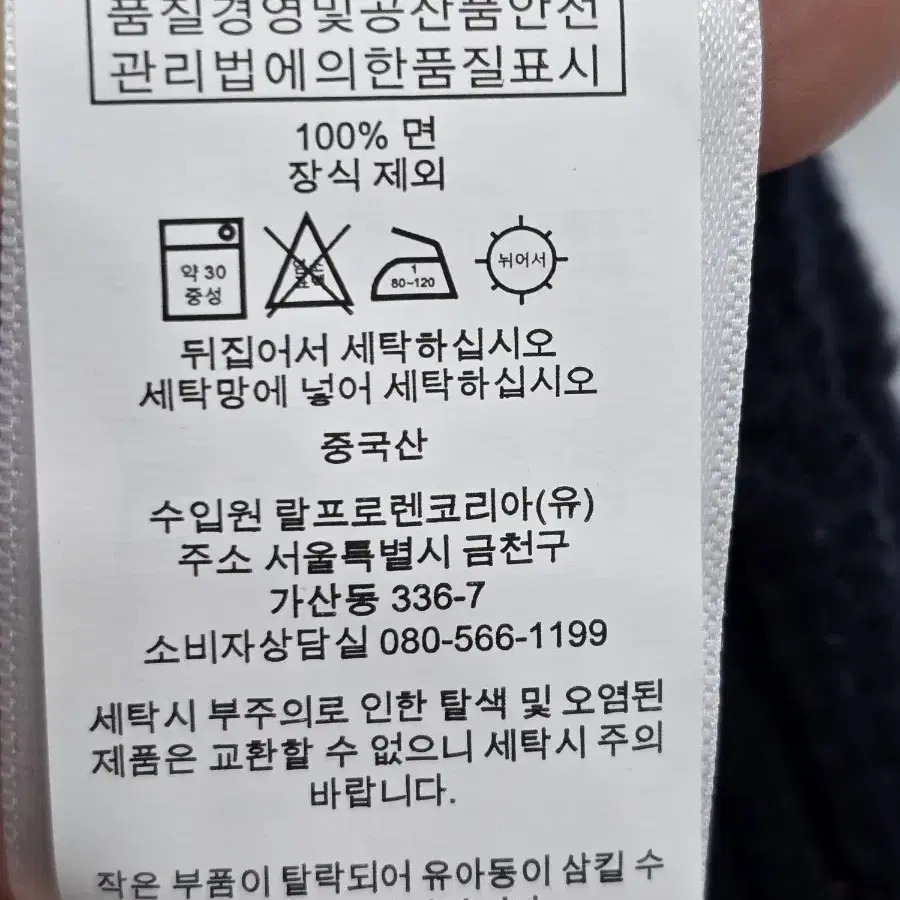 품질경영및공산품안전
관리법에의한품질표시
100% 면
장식 제외
약 30
중성
1
80~120
뉘어서
뒤집어서 세탁하십시오
세탁망에 넣어 세탁하십시오
중국산
수입원 랄프로렌코리아(유)
주소 서울특별시 금천구
가산동 336-7
소비자상담실 080-566-1199
세탁시 부주의로 인한 탈색 및 오염된
제품은 교환할 수 없으니 세탁시 주의
바랍니다.
작은 부품이 탈락되어 유아동이 삼킬 수